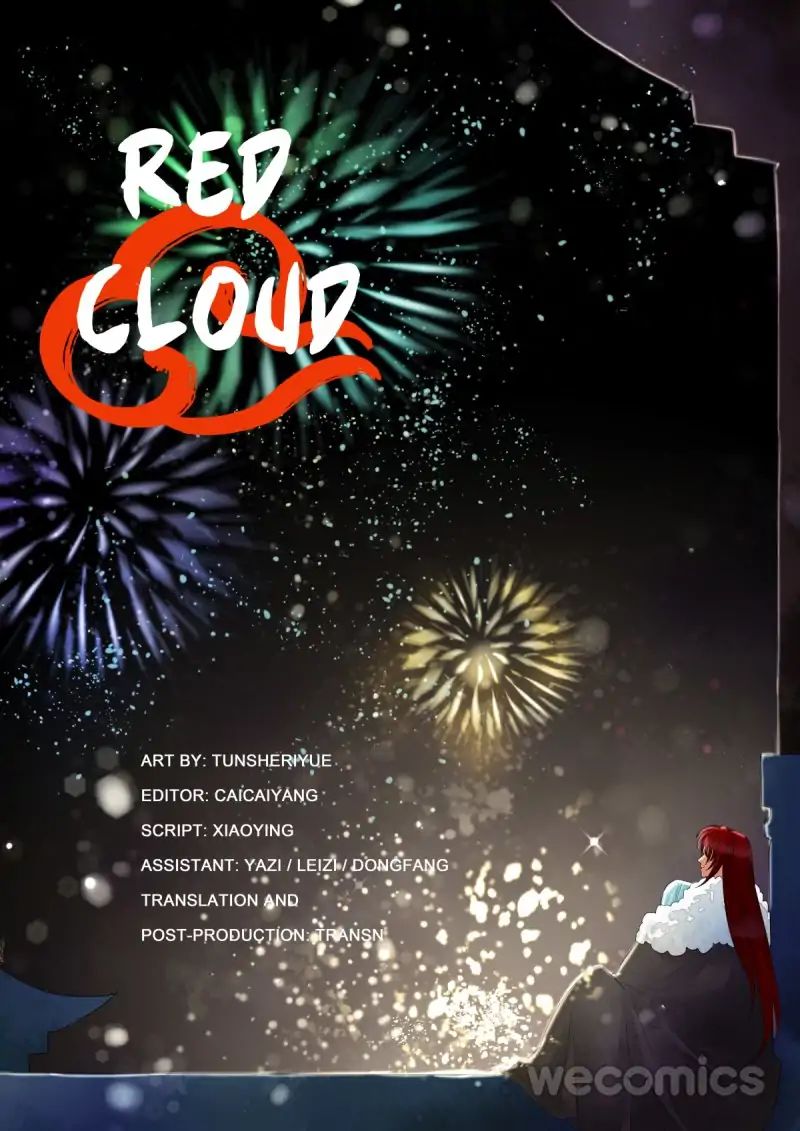 RED
CLOUD
ART BY: TUNSHERIYUE
EDITOR: CAICAIYANG
SCRIPT: XIAOYING
ASSISTANT: YAZI / LEIZI / DONGFANG
TRANSLATION AND
POST-PRODUCTION: TRANSN
wecomics